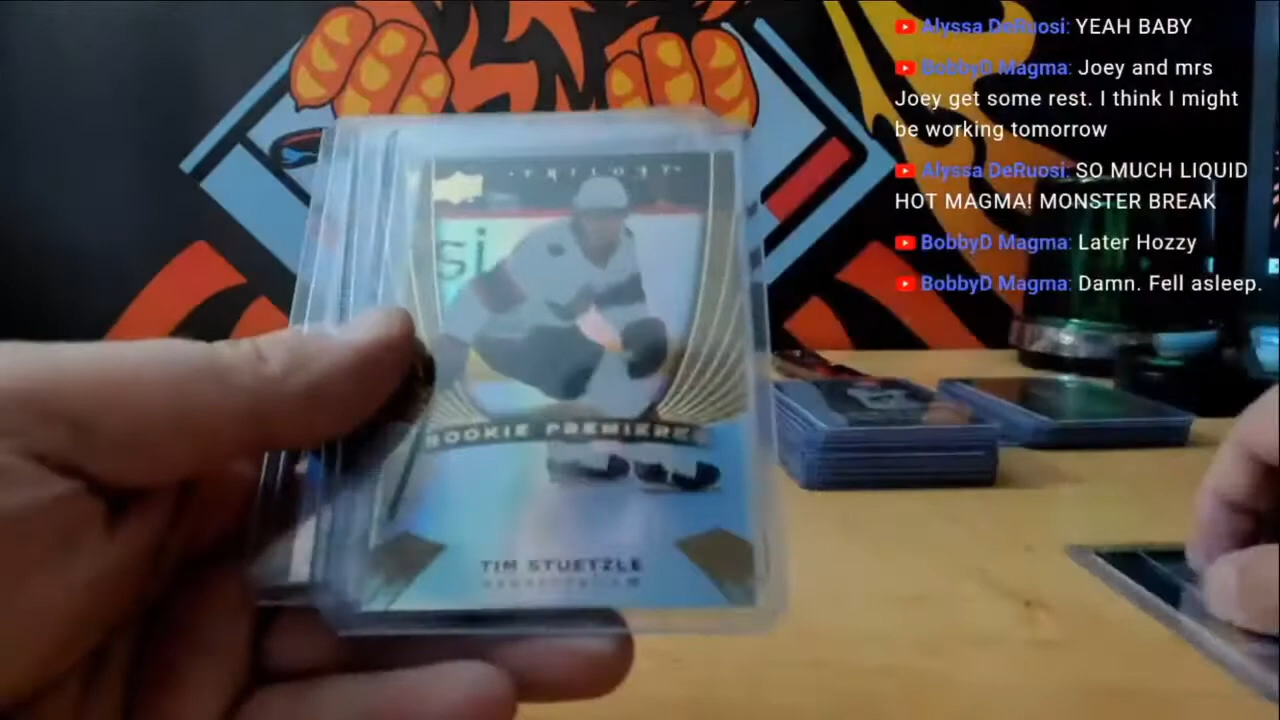 Alyssa DeRuosi: YEAH BABY
BobbyD Magma: Joey and mrs
Joey get some rest. I think I might
be working tomorrow
Alyssa DeRuosi: SO MUCH LIQUID
HOT MAGMA! MONSTER BREAK
BobbyD Magma: Later Hozzy
BobbyD Magma: Damn. Fell asleep.
TRILOGY
si
ROOKIE PREMIERE
TIM STUETZLE